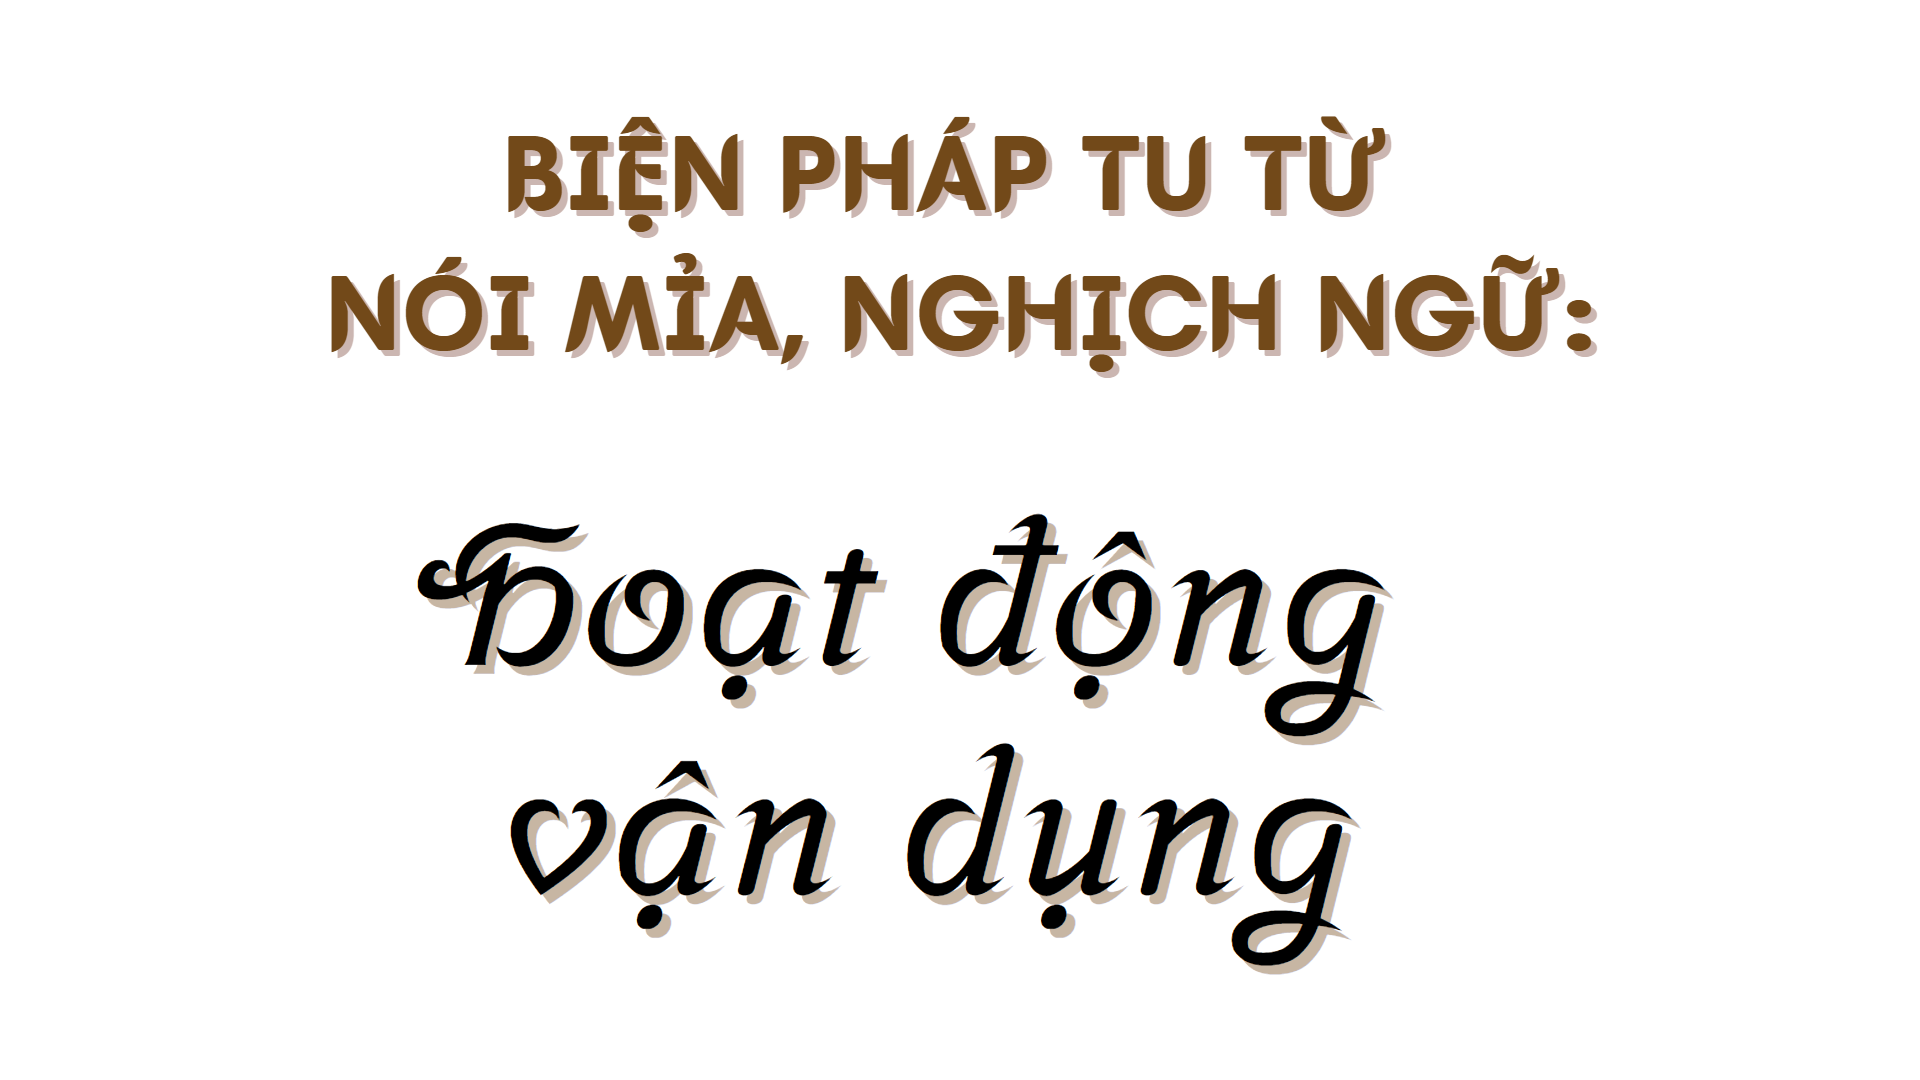 BIỆN PHÁP TU TỪ
NÓI MỈA, NGHỊCH NGỮ:
Hoạt động
vận dụng